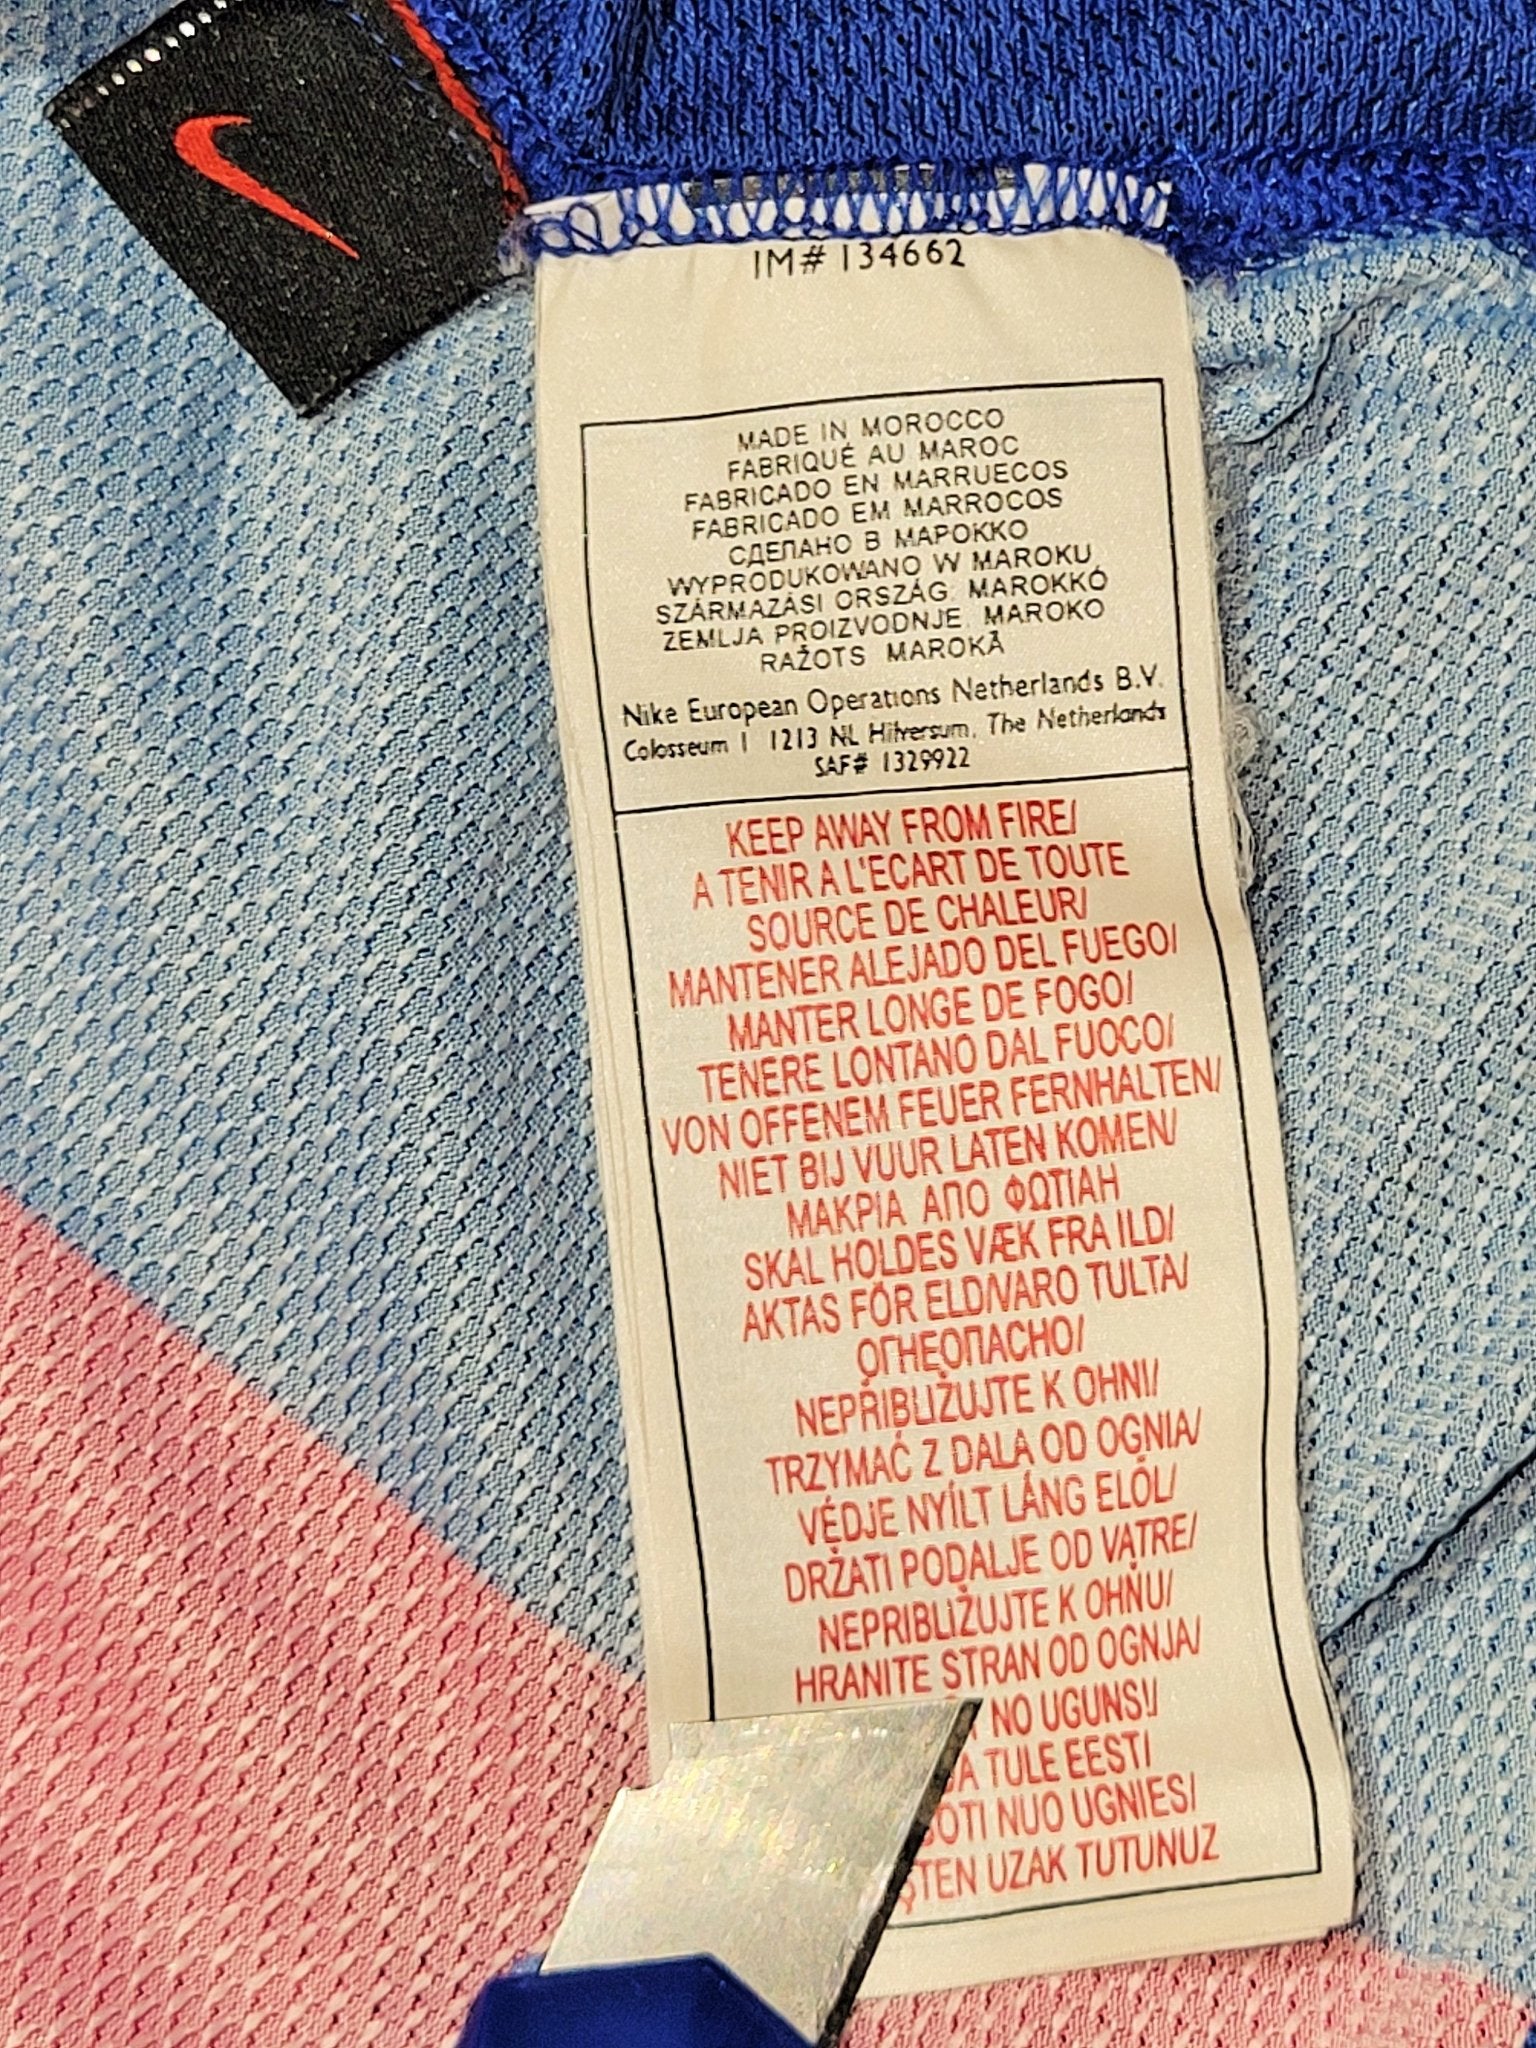 IM# 134662
MADE IN MOROCCO
FABRIQUÉ AU MAROC
FABRICADO EN MARRUECOS
FABRICADO EM MARROCOS
СДЕЛАНО В МАРОККО
WYPRODUKOWANO W MAROKU
SZÁRMAZÁSI ORSZÁG: MAROKKÓ
ZEMLJA PROIZVODNJE: MAROKO
RAŽOTS MAROKĀ
Nike European Operations Netherlands B.V.
Colosseum 1 1213 NL Hilversum, The Netherlands
SAF# 1329922
KEEP AWAY FROM FIRE/
A TENIR A L'ECART DE TOUTE
SOURCE DE CHALEUR/
MANTENER ALEJADO DEL FUEGO/
MANTER LONGE DE FOGO/
TENERE LONTANO DAL FUOCO/
VON OFFENEM FEUER FERNHALTEN/
NIET BIJ VUUR LATEN KOMEN/
ΜΑΚΡΙΑ ΑΠΟ ΦΩΤΙΑΗ
SKAL HOLDES VÆK FRA ILD/
AKTAS FÖR ELD/VARO TULTA/
ОГНЕОПАСНО/
NEPŘIBLIŽUJTE K OHNI/
TRZYMAĆ Z DALA OD OGNIA/
VÉDJE NYÍLT LÁNG ELŐL/
DRŽATI PODALJE OD VATRE/
NEPRIBLIŽUJTE K OHŇU/
HRANITE STRAN OD OGNJA/
NO UGUNS!/
TULE EEST/
NUO UGNIES/
UZAK TUTUNUZ